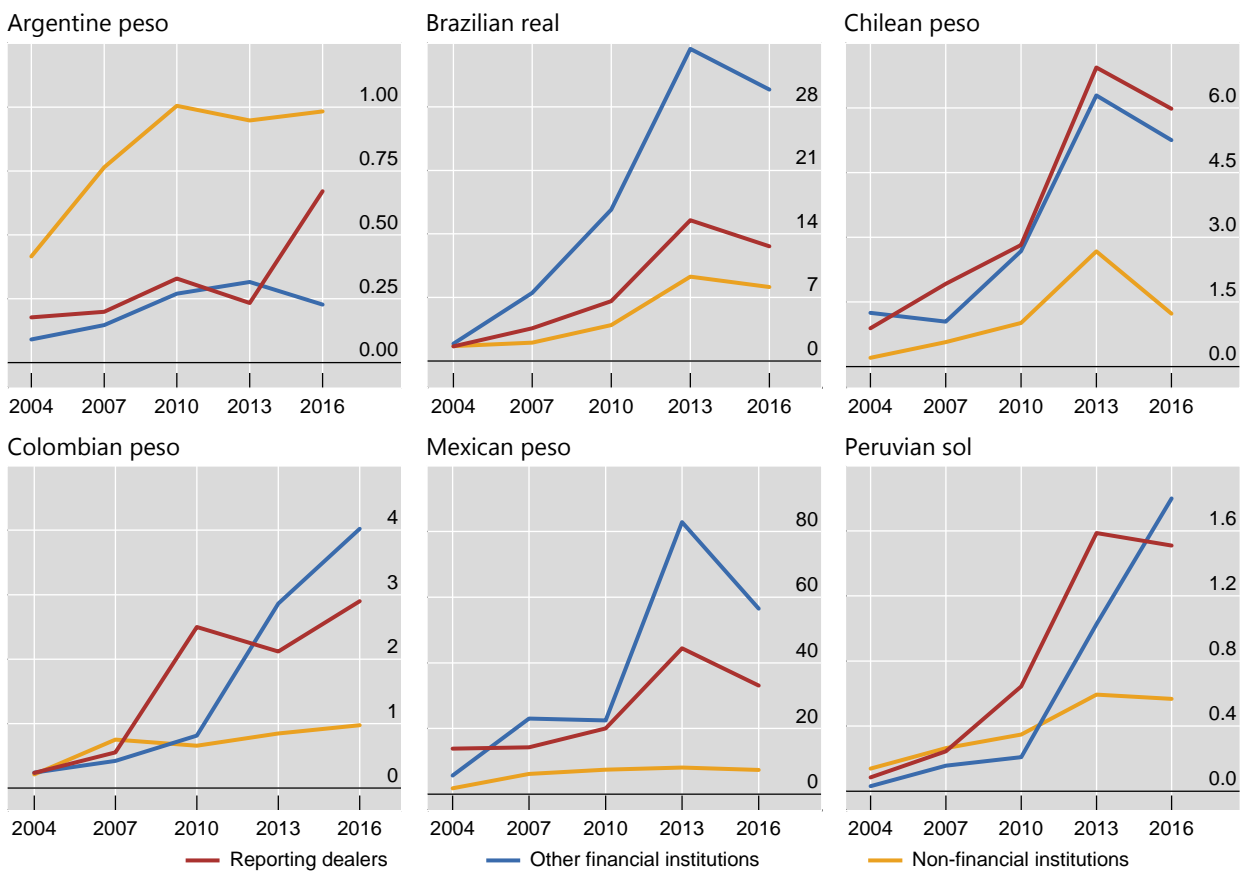 Argentine peso
1.00
0.75
0.50
0.25
0.00
2004 2007 2010 2013 2016
Brazilian real
28
21
14
7
0
2004 2007 2010 2013 2016
Chilean peso
6.0
4.5
3.0
1.5
0.0
2004 2007 2010 2013 2016
Colombian peso
4
3
2
1
0
2004 2007 2010 2013 2016
Mexican peso
80
60
40
20
0
2004 2007 2010 2013 2016
Peruvian sol
1.6
1.2
0.8
0.4
0.0
2004 2007 2010 2013 2016
Reporting dealers Other financial institutions Non-financial institutions